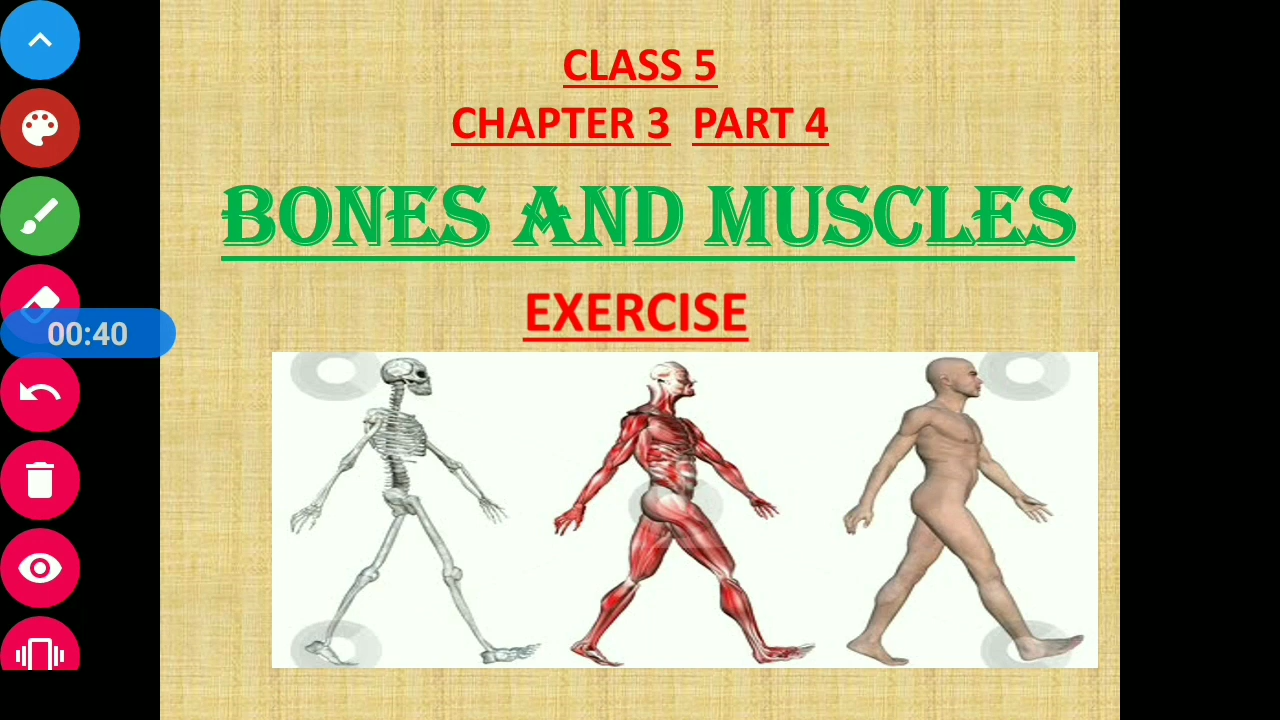 CLASS 5
CHAPTER 3 PART 4
BONES AND MUSCLES
EXERCISE
00:40